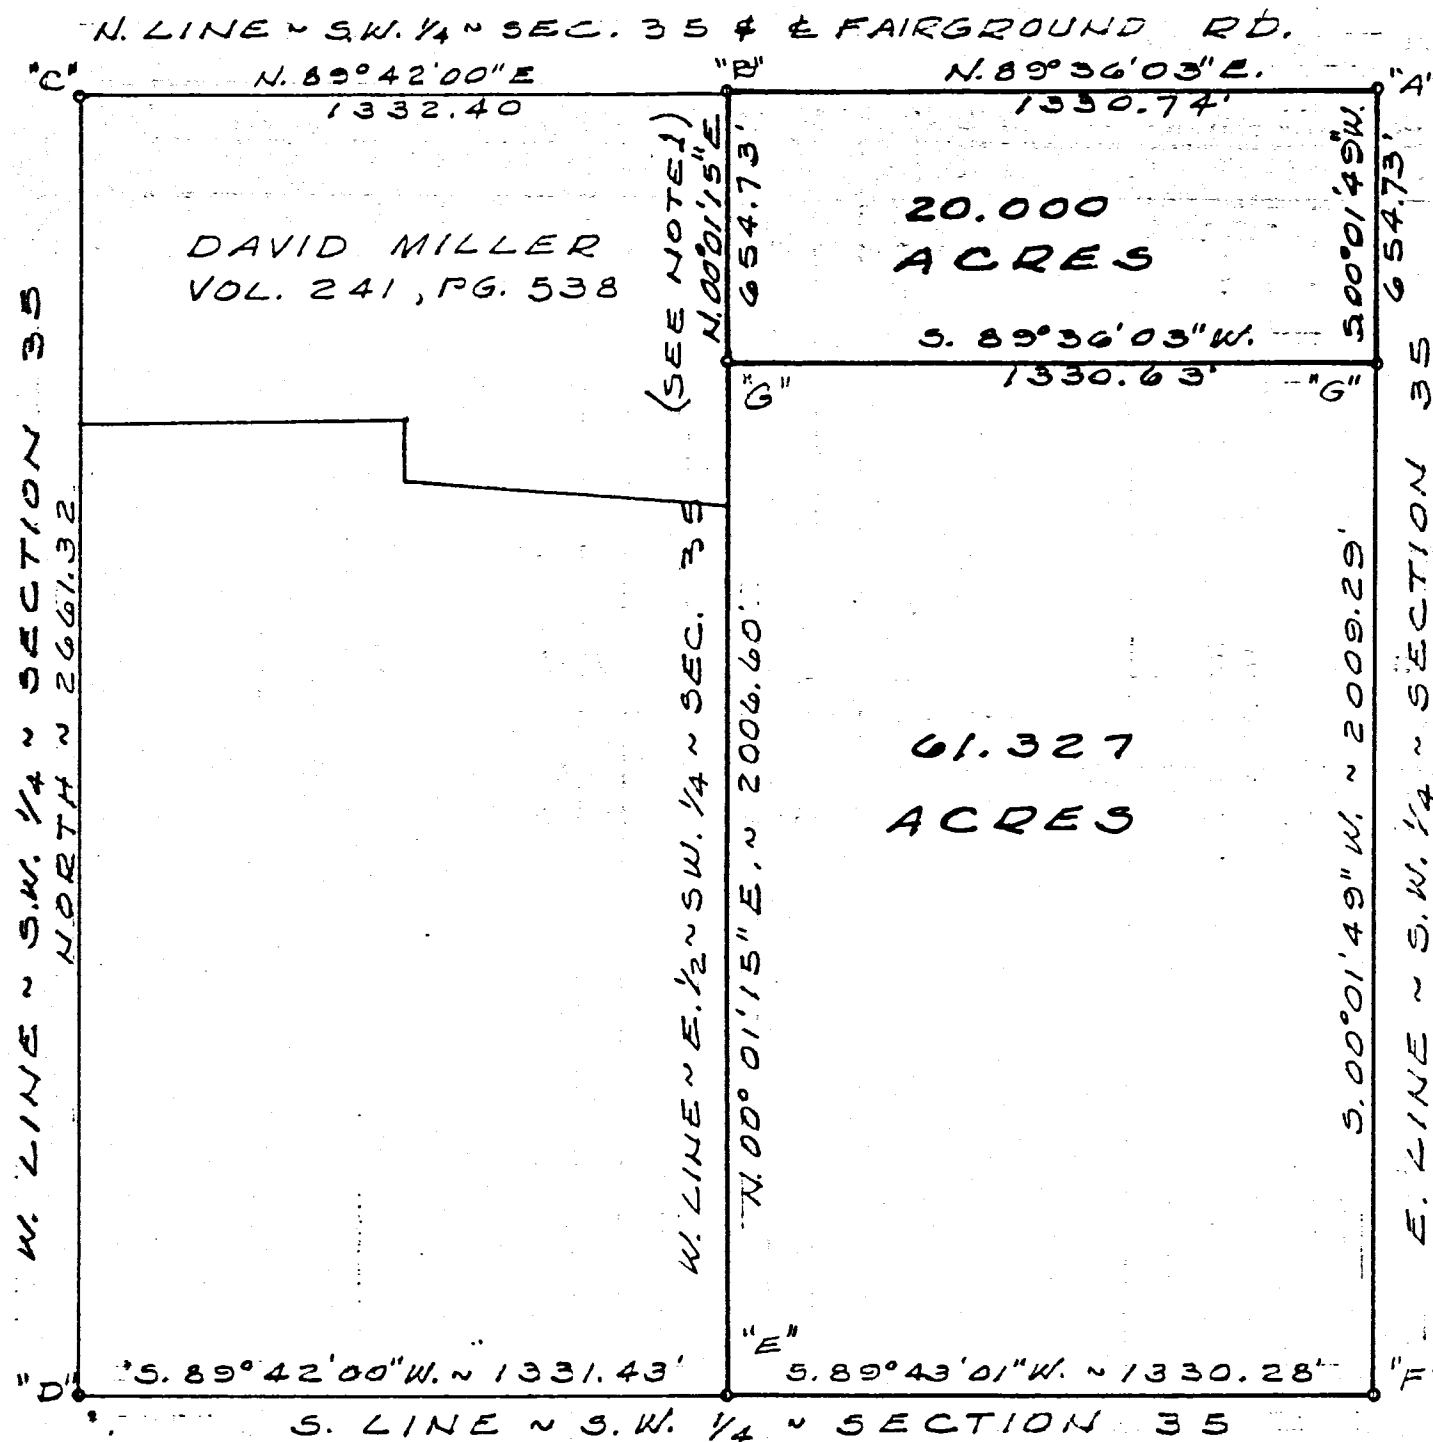 N. LINE ~ S.W. 1/4 ~ SEC. 35 & ℄ FAIRGROUND RD.
"C"
N. 89°42'00" E
1332.40
"B"
N. 89°36'03" E.
1330.74'
"A"
DAVID MILLER
VOL. 241, PG. 538
(SEE NOTE!)
N. 00°01'15" E
654.73'
20.000
ACRES
S. 00°01'49" W.
654.73'
S. 89°36'03" W.
1330.63'
"G"
"G"
W. LINE ~ S.W. 1/4 ~ SECTION 35
NORTH ~ 2661.32
W. LINE ~ E. 1/2 ~ S.W. 1/4 ~ SEC. 35
N. 00°01'15" E. ~ 2006.60'
61.327
ACRES
S. 00°01'49" W. ~ 2009.29'
E. LINE ~ S.W. 1/4 ~ SECTION 35
"D"
S. 89°42'00" W. ~ 1331.43'
"E"
S. 89°43'01" W. ~ 1330.28'
"F
S. LINE ~ S.W. 1/4 ~ SECTION 35